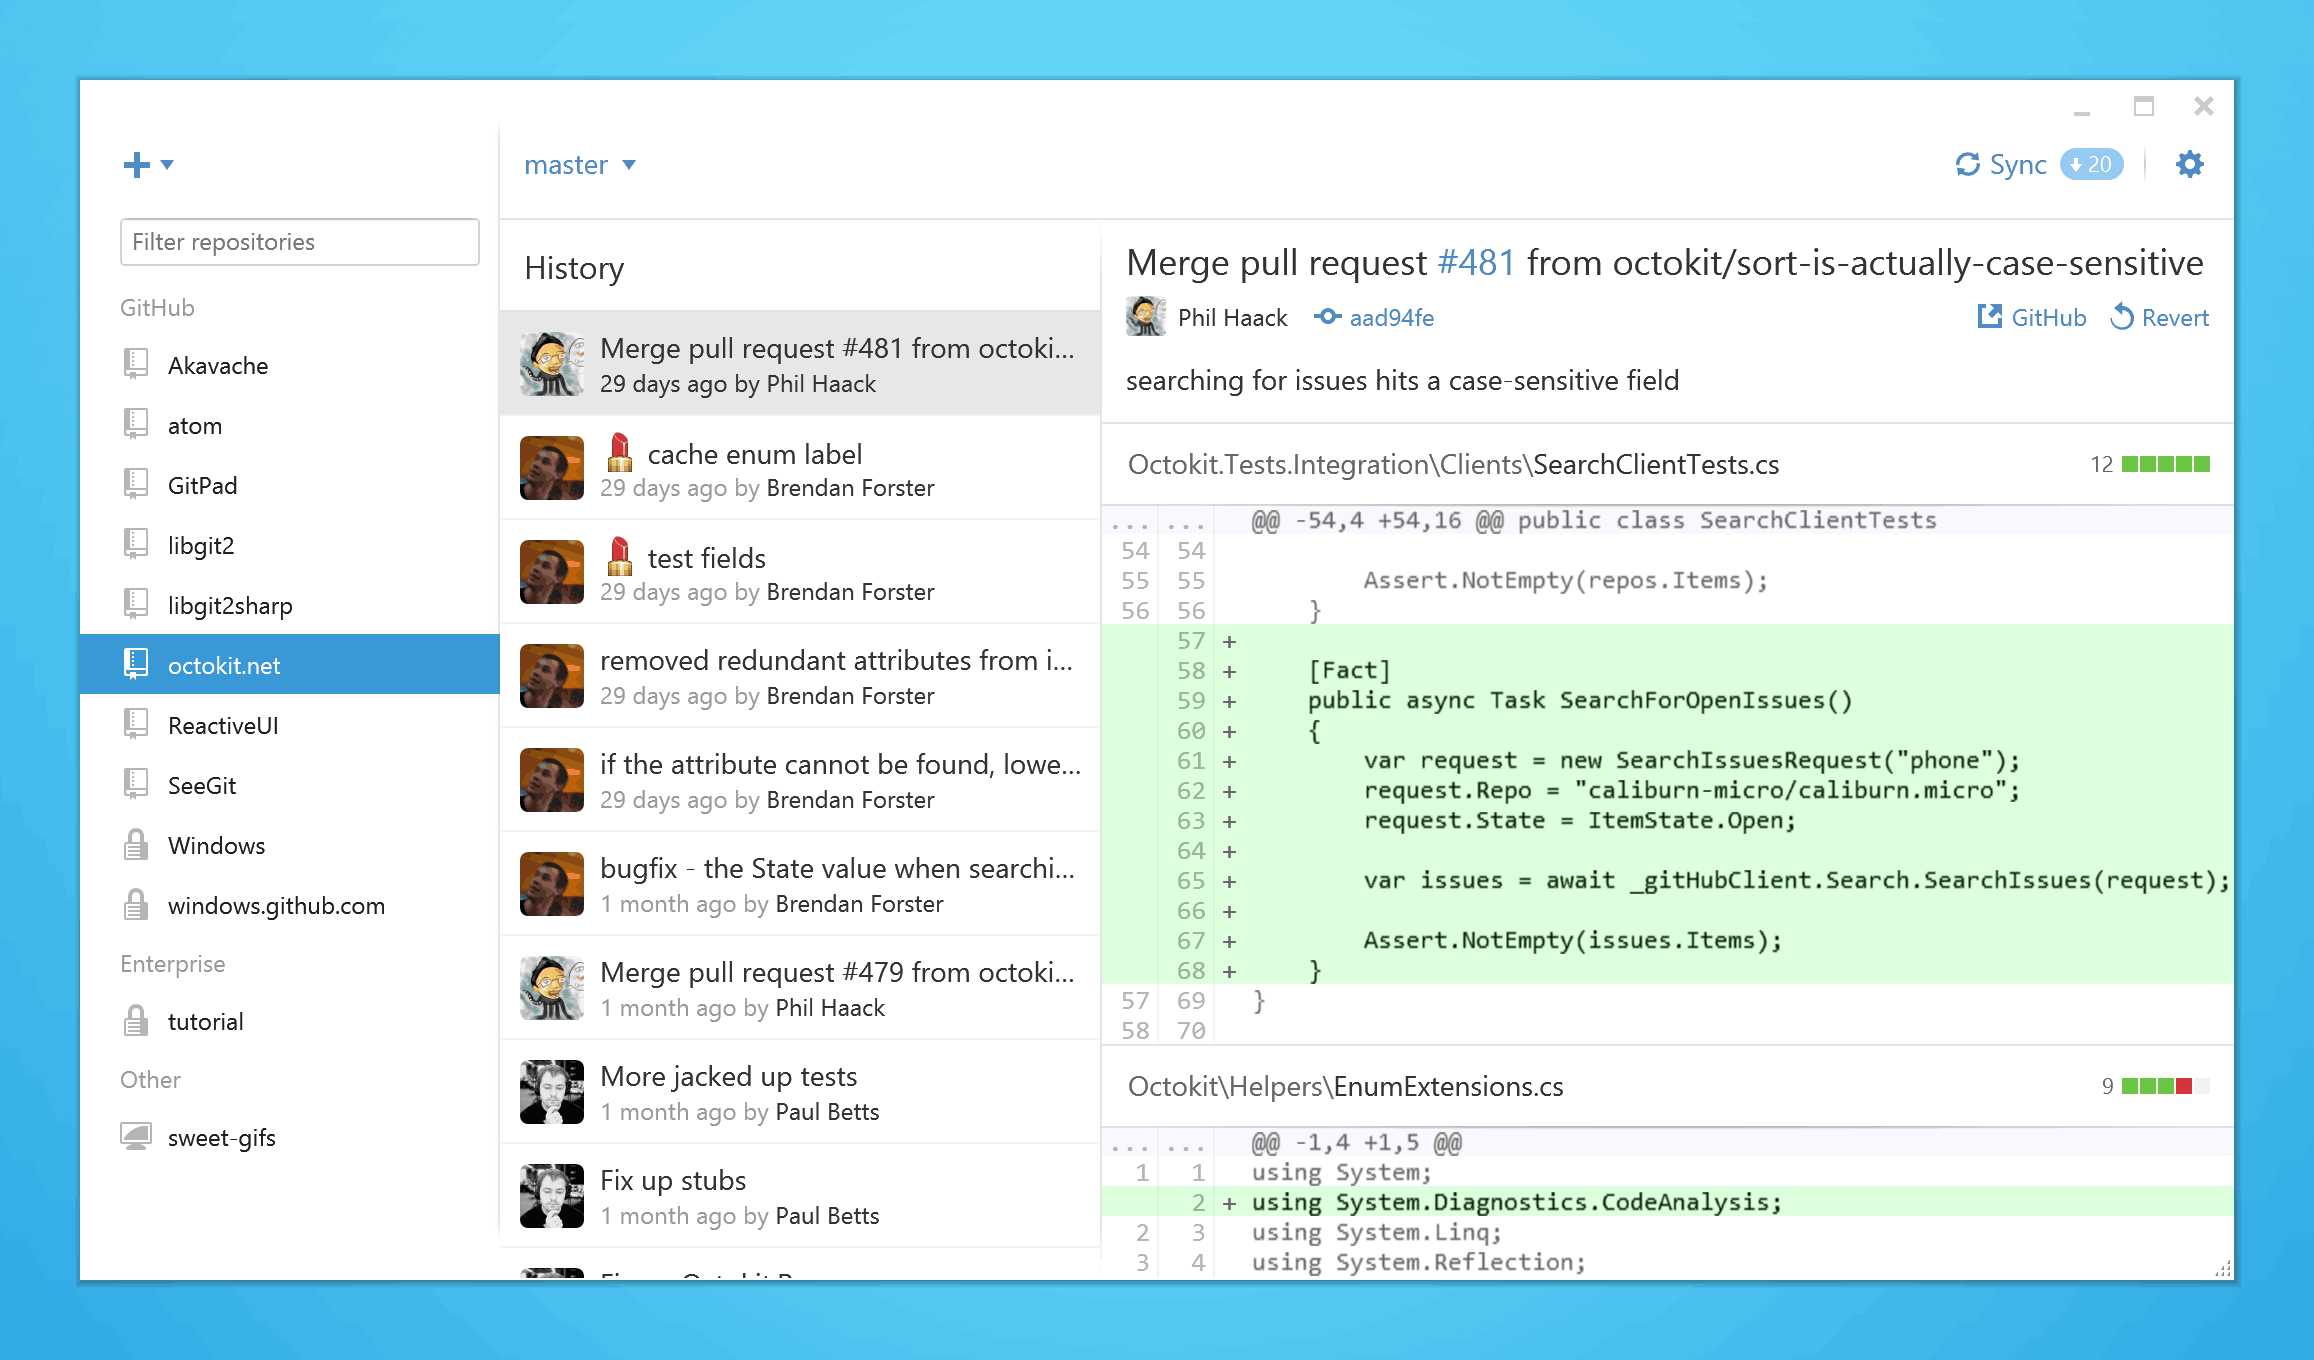 master
Sync 20
Filter repositories
GitHub
Akavache
atom
GitPad
libgit2
libgit2sharp
octokit.net
ReactiveUI
SeeGit
Windows
windows.github.com
Enterprise
tutorial
Other
sweet-gifs
History
Merge pull request #481 from octoki...
29 days ago by Phil Haack
cache enum label
29 days ago by Brendan Forster
test fields
29 days ago by Brendan Forster
removed redundant attributes from i...
29 days ago by Brendan Forster
if the attribute cannot be found, lowe...
29 days ago by Brendan Forster
bugfix - the State value when searchi...
1 month ago by Brendan Forster
Merge pull request #479 from octoki...
1 month ago by Phil Haack
More jacked up tests
1 month ago by Paul Betts
Fix up stubs
1 month ago by Paul Betts
Merge pull request #481 from octokit/sort-is-actually-case-sensitive
Phil Haack aad94fe GitHub Revert
searching for issues hits a case-sensitive field
Octokit.Tests.Integration\Clients\SearchClientTests.cs 12
... ... @@ -54,4 +54,16 @@ public class SearchClientTests
54 54
55 55 Assert.NotEmpty(repos.Items);
56 56 }
57 +
58 + [Fact]
59 + public async Task SearchForOpenIssues()
60 + {
61 + var request = new SearchIssuesRequest("phone");
62 + request.Repo = "caliburn-micro/caliburn.micro";
63 + request.State = ItemState.Open;
64 +
65 + var issues = await _gitHubClient.Search.SearchIssues(request);
66 +
67 + Assert.NotEmpty(issues.Items);
68 + }
57 69 }
58 70
Octokit\Helpers\EnumExtensions.cs 9
... ... @@ -1,4 +1,5 @@
1 1 using System;
2 + using System.Diagnostics.CodeAnalysis;
2 3 using System.Linq;
3 4 using System.Reflection;